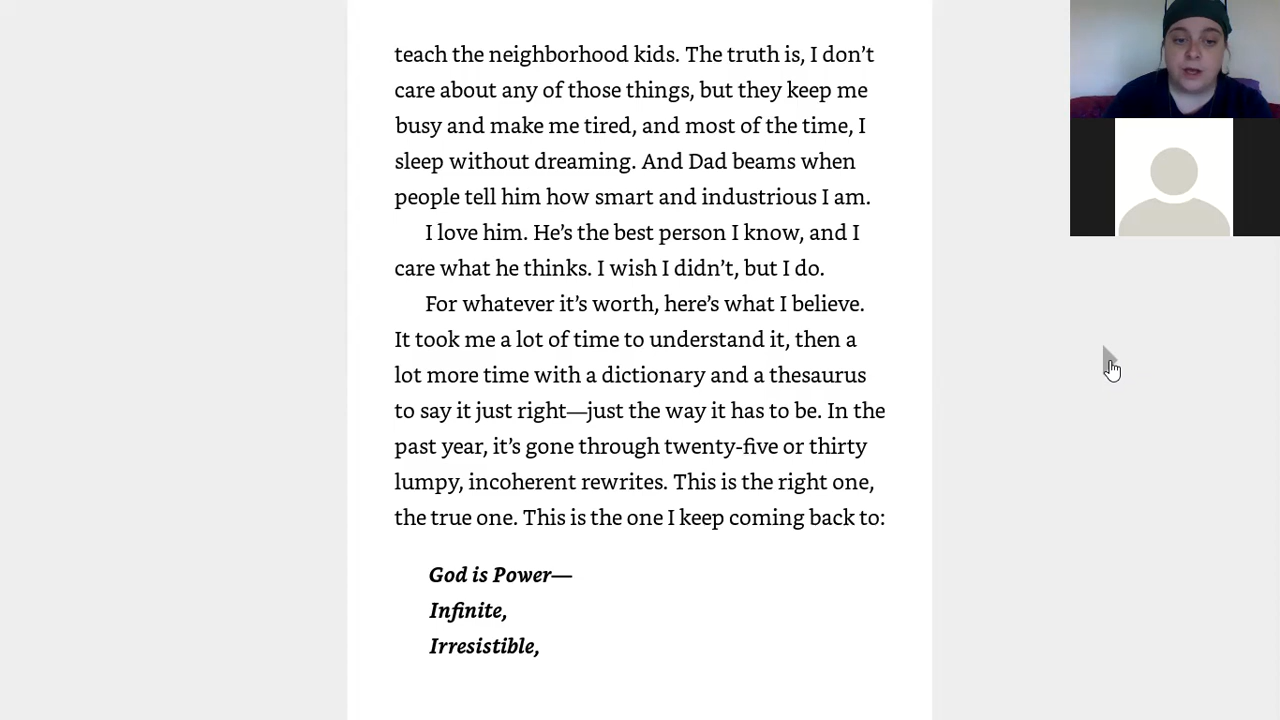 teach the neighborhood kids. The truth is, I don’t
care about any of those things, but they keep me
busy and make me tired, and most of the time, I
sleep without dreaming. And Dad beams when
people tell him how smart and industrious I am.
I love him. He’s the best person I know, and I
care what he thinks. I wish I didn’t, but I do.
For whatever it’s worth, here’s what I believe.
It took me a lot of time to understand it, then a
lot more time with a dictionary and a thesaurus
to say it just right—just the way it has to be. In the
past year, it’s gone through twenty-five or thirty
lumpy, incoherent rewrites. This is the right one,
the true one. This is the one I keep coming back to:
God is Power—
Infinite,
Irresistible,